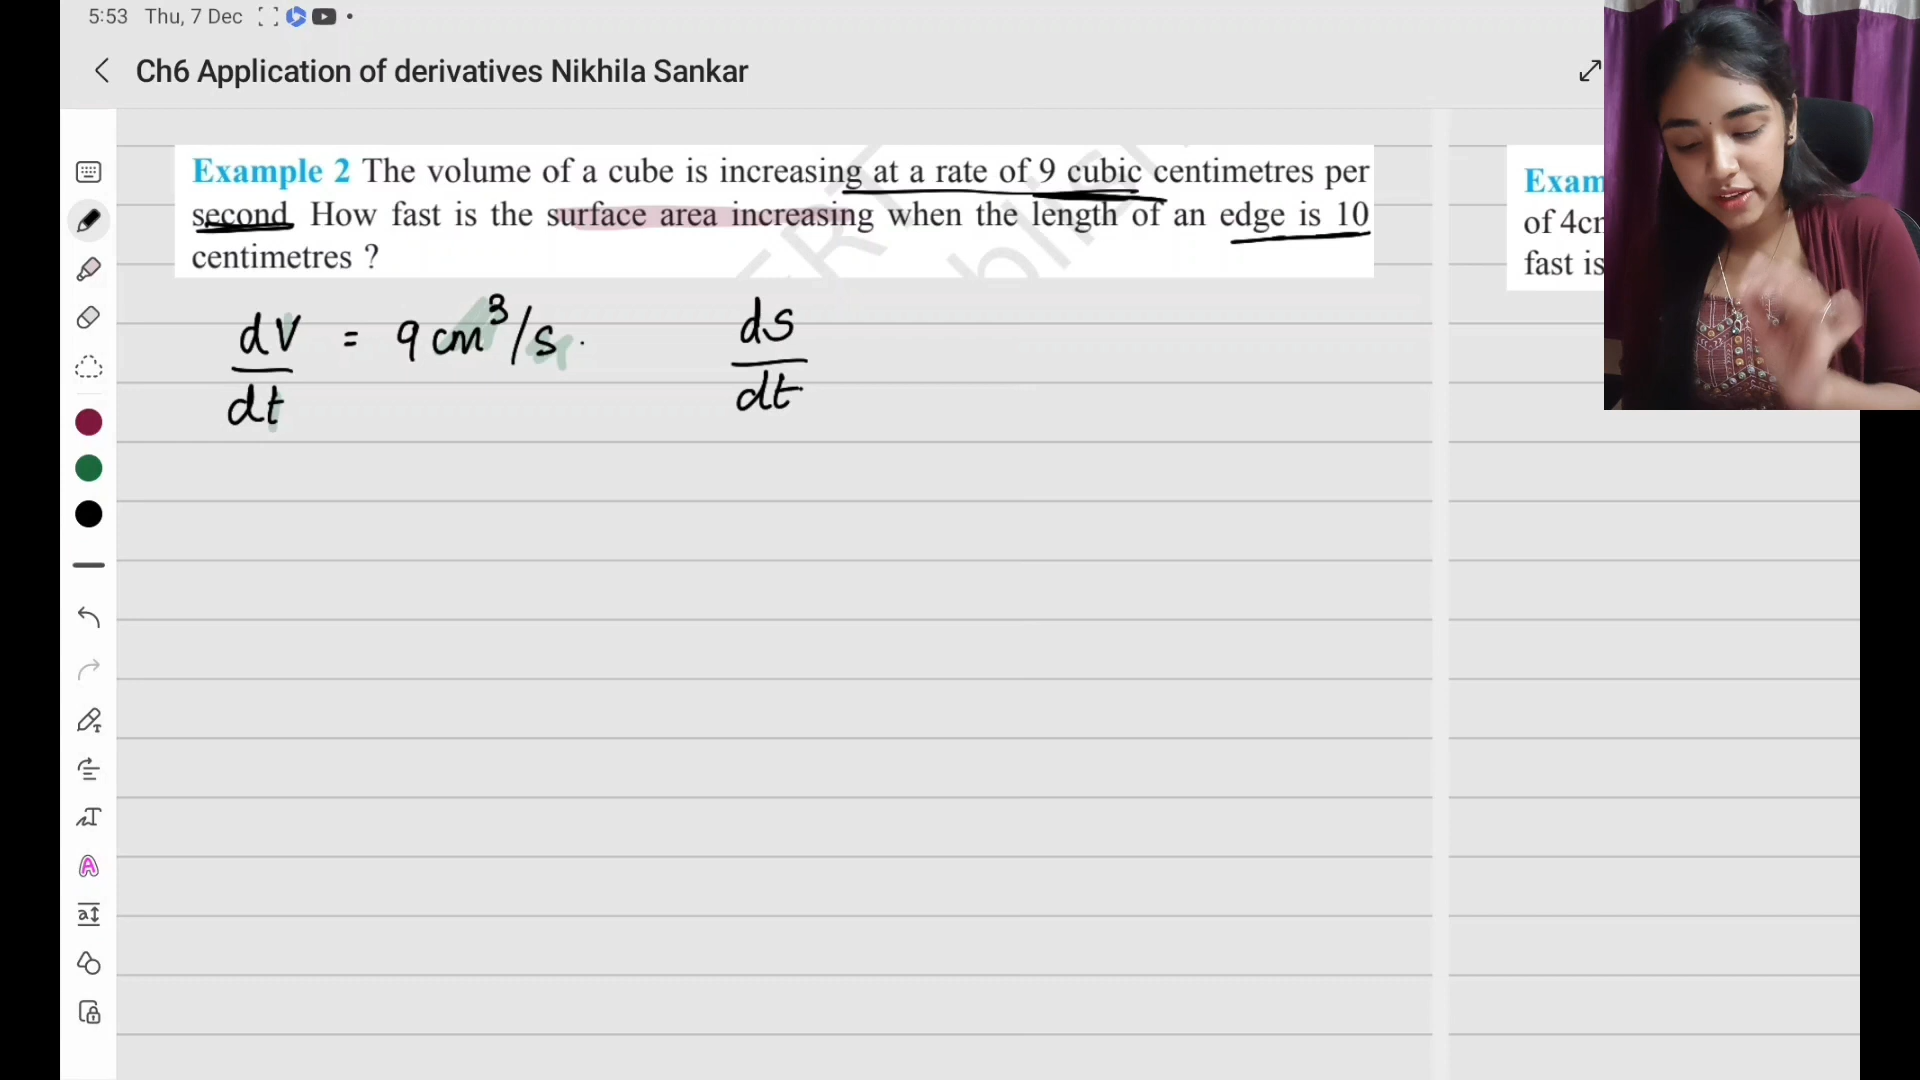 5:53 Thu, 7 Dec
Ch6 Application of derivatives Nikhila Sankar
Example 2 The volume of a cube is increasing at a rate of 9 cubic centimetres per
second. How fast is the surface area increasing when the length of an edge is 10
centimetres ?
dV/dt = 9 cm³/s.
ds/dt
Exam
of 4cm
fast is